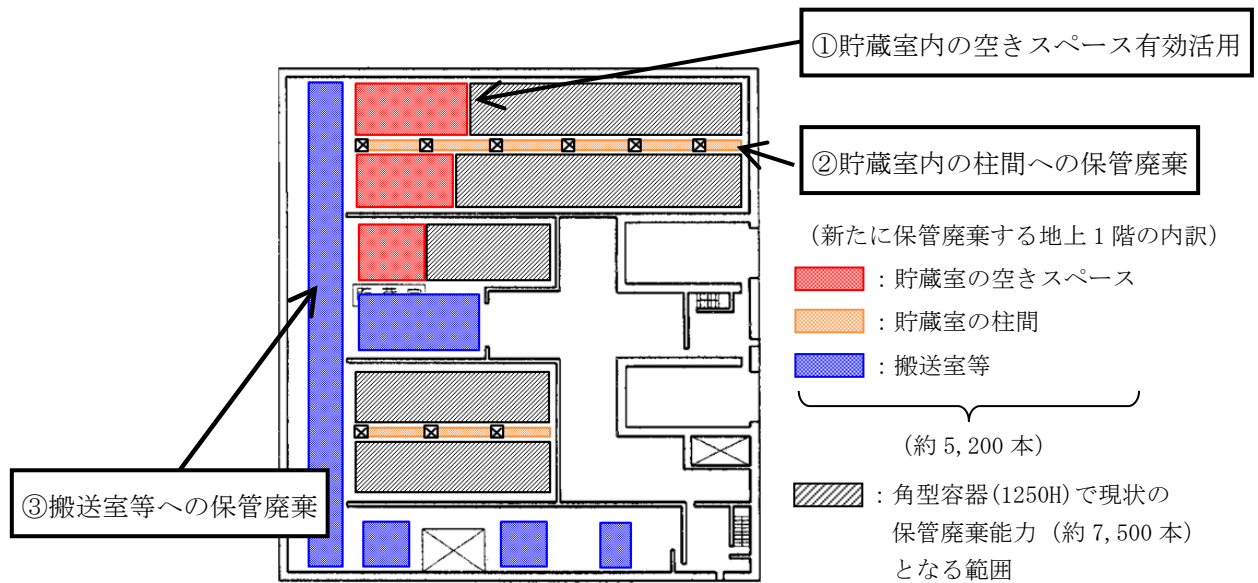 ①貯蔵室内の空きスペース有効活用
②貯蔵室内の柱間への保管廃棄
(新たに保管廃棄する地上1階の内訳)
:貯蔵室の空きスペース
:貯蔵室の柱間
:搬送室等
(約5,200本)
③搬送室等への保管廃棄
:角型容器(1250H)で現状の
保管廃棄能力(約7,500本)
となる範囲